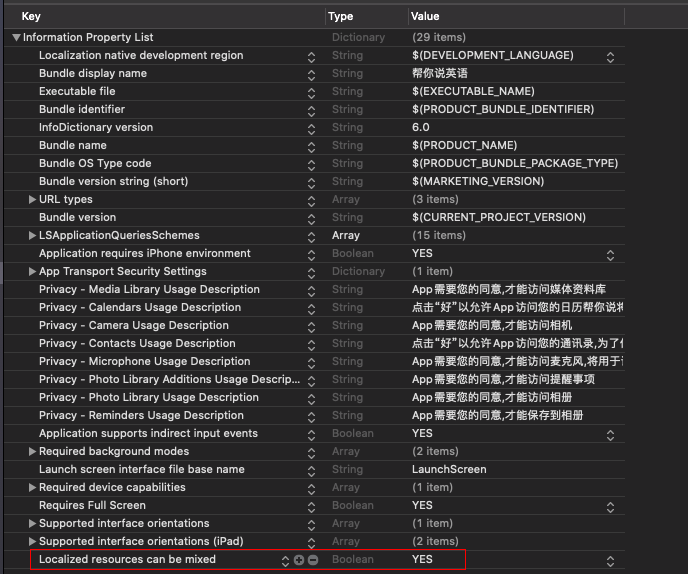 Key Type Value
Information Property List Dictionary (29 items)
Localization native development region String $(DEVELOPMENT_LANGUAGE)
Bundle display name String 帮你说英语
Executable file String $(EXECUTABLE_NAME)
Bundle identifier String $(PRODUCT_BUNDLE_IDENTIFIER)
InfoDictionary version String 6.0
Bundle name String $(PRODUCT_NAME)
Bundle OS Type code String $(PRODUCT_BUNDLE_PACKAGE_TYPE)
Bundle version string (short) String $(MARKETING_VERSION)
URL types Array (3 items)
Bundle version String $(CURRENT_PROJECT_VERSION)
LSApplicationQueriesSchemes Array (15 items)
Application requires iPhone environment Boolean YES
App Transport Security Settings Dictionary (1 item)
Privacy - Media Library Usage Description String App需要您的同意,才能访问媒体资料库
Privacy - Calendars Usage Description String 点击“好”以允许App访问您的日历帮你说将
Privacy - Camera Usage Description String App需要您的同意,才能访问相机
Privacy - Contacts Usage Description String 点击“好”以允许App访问您的通讯录,为了
Privacy - Microphone Usage Description String App需要您的同意,才能访问麦克风,将用于
Privacy - Photo Library Additions Usage Descrip... String App需要您的同意,才能访问提醒事项
Privacy - Photo Library Usage Description String App需要您的同意,才能访问相册
Privacy - Reminders Usage Description String App需要您的同意,才能保存到相册
Application supports indirect input events Boolean YES
Required background modes Array (2 items)
Launch screen interface file base name String LaunchScreen
Required device capabilities Array (1 item)
Requires Full Screen Boolean YES
Supported interface orientations Array (1 item)
Supported interface orientations (iPad) Array (2 items)
Localized resources can be mixed Boolean YES